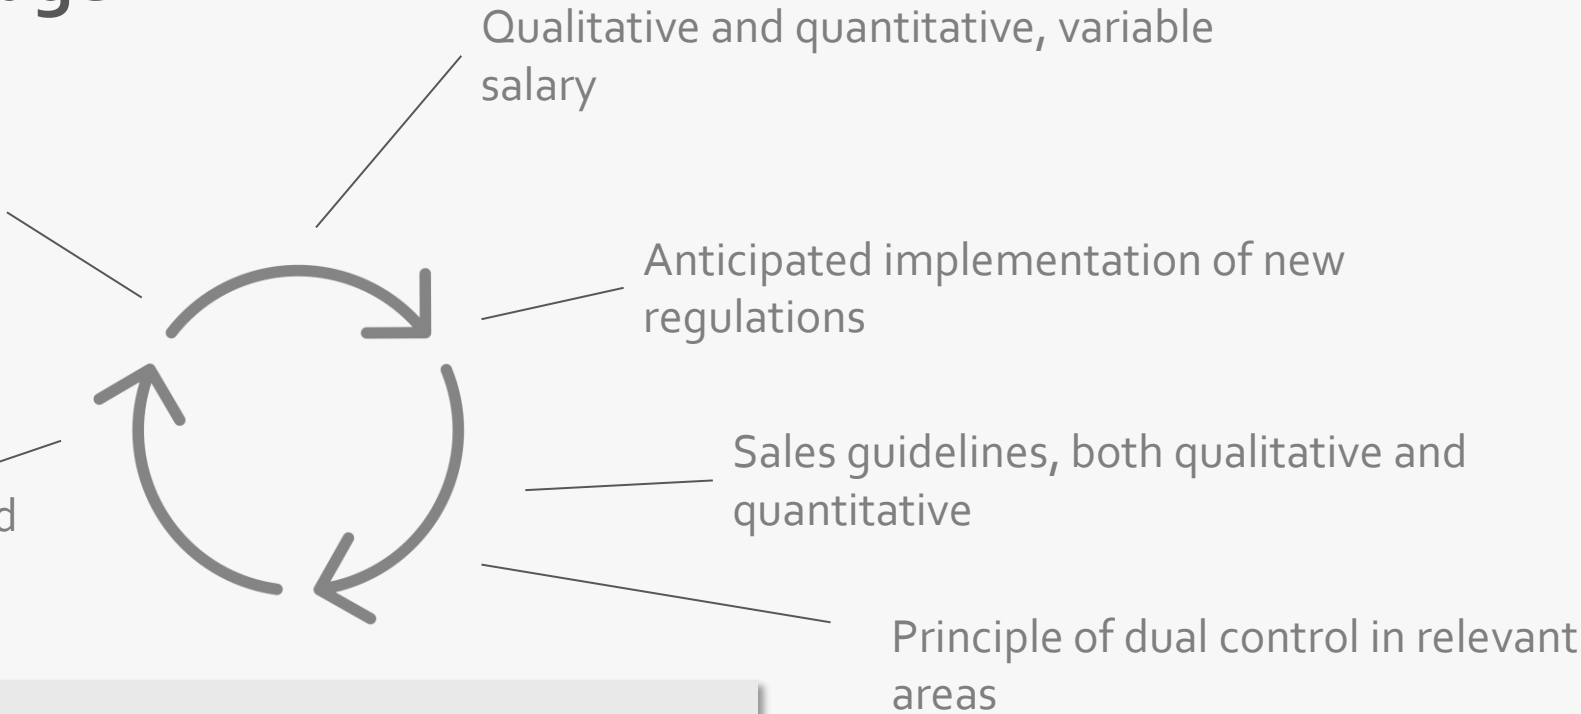 Qualitative and quantitative, variable
salary
Anticipated implementation of new
regulations
Sales guidelines, both qualitative and
quantitative
Principle of dual control in relevant
areas